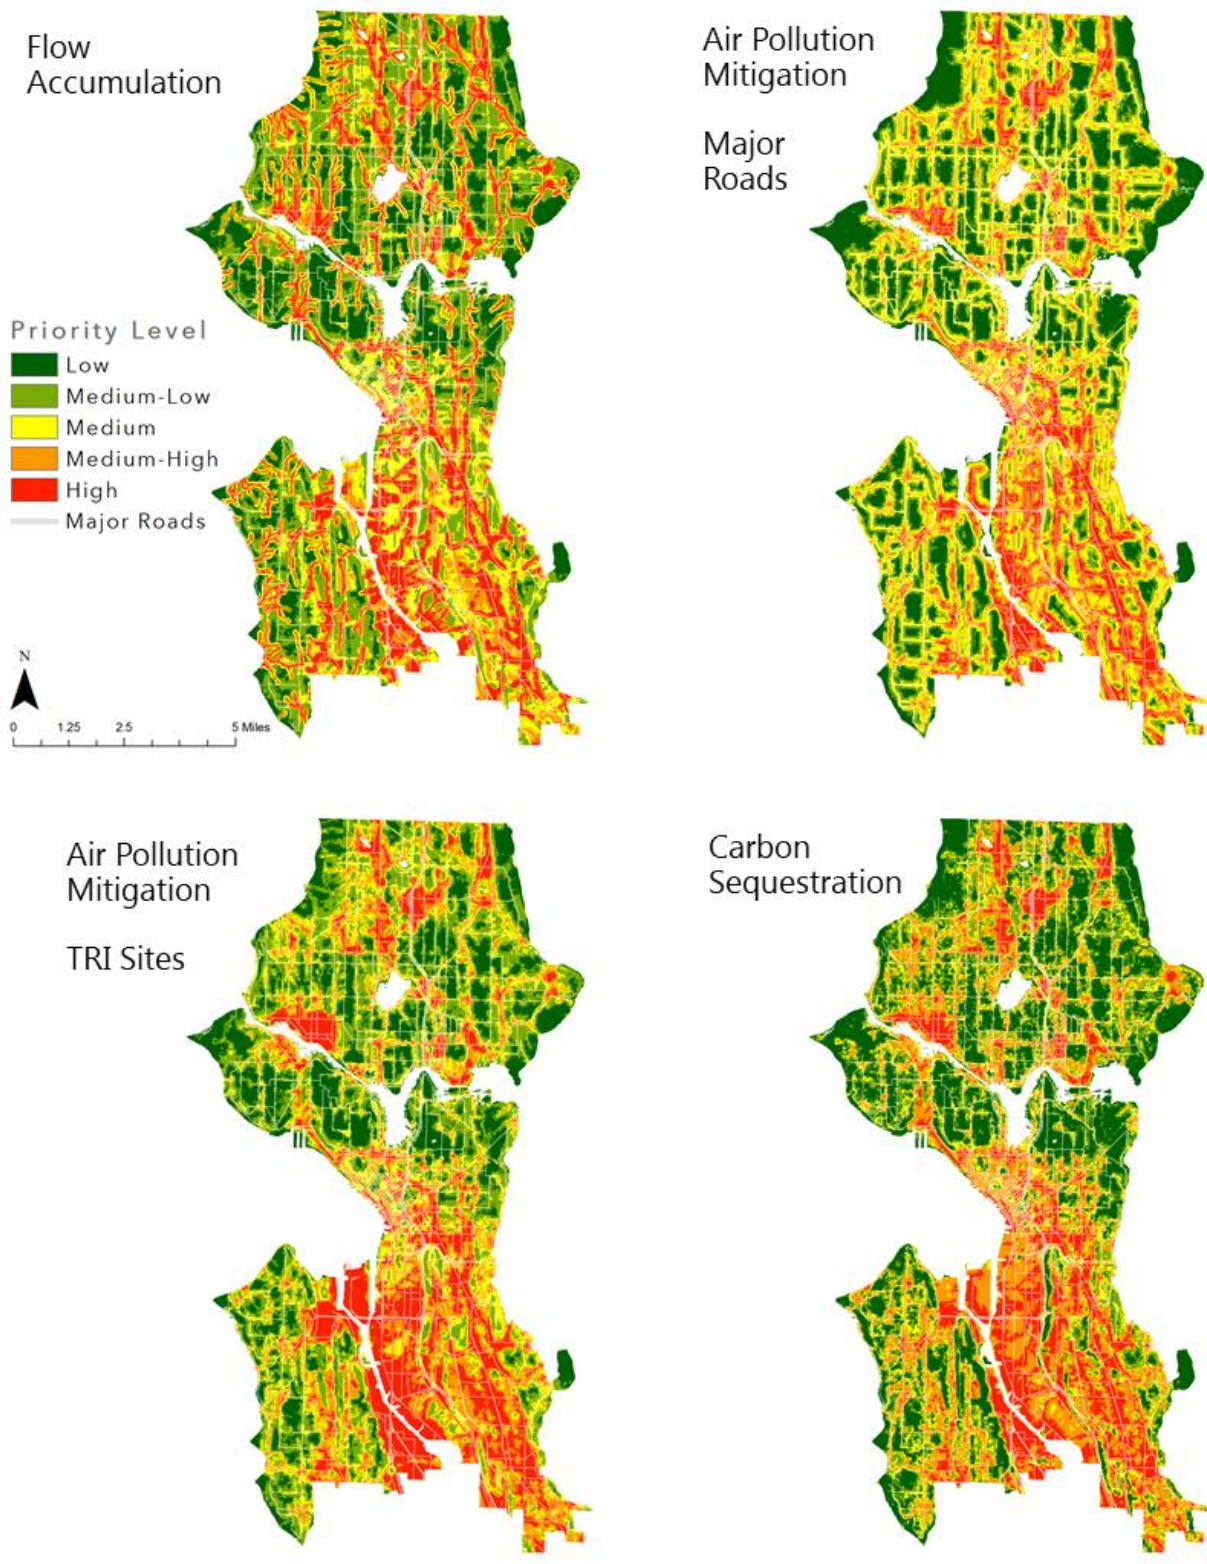 Flow
Accumulation
Air Pollution
Mitigation
Major
Roads
Priority Level
Low
Medium-Low
Medium
Medium-High
High
Major Roads
N
0 1.25 2.5 5 Miles
Air Pollution
Mitigation
TRI Sites
Carbon
Sequestration